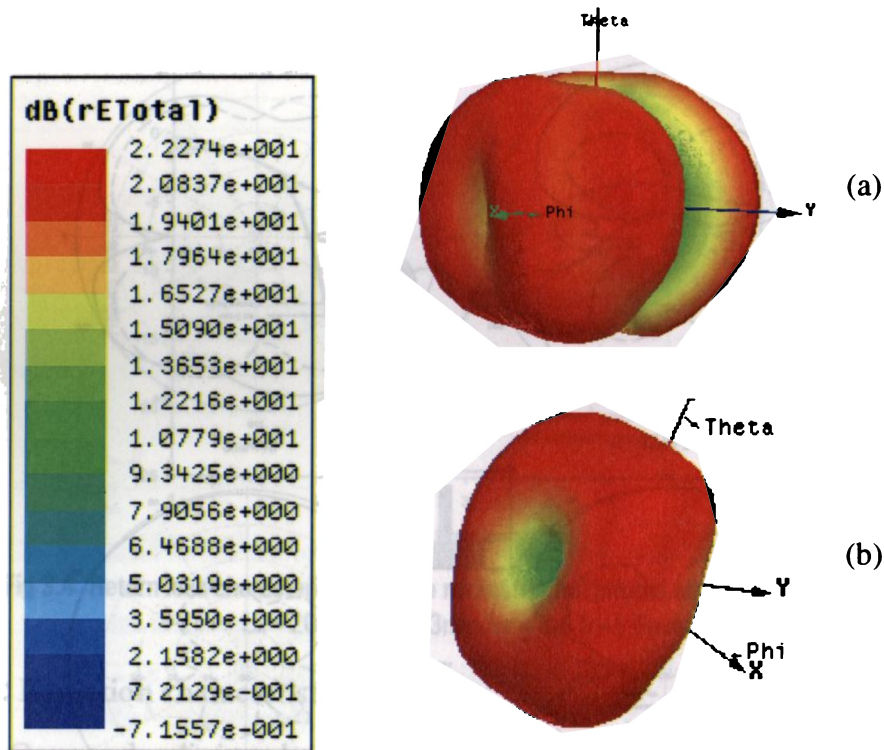 dB(rETotal)
2.2274e+001
2.0837e+001
1.9401e+001
1.7964e+001
1.6527e+001
1.5090e+001
1.3653e+001
1.2216e+001
1.0779e+001
9.3425e+000
7.9056e+000
6.4688e+000
5.0319e+000
3.5950e+000
2.1582e+000
7.2129e-001
-7.1557e-001
Theta
X
Phi
Y
(a)
Theta
Y
Phi
X
(b)